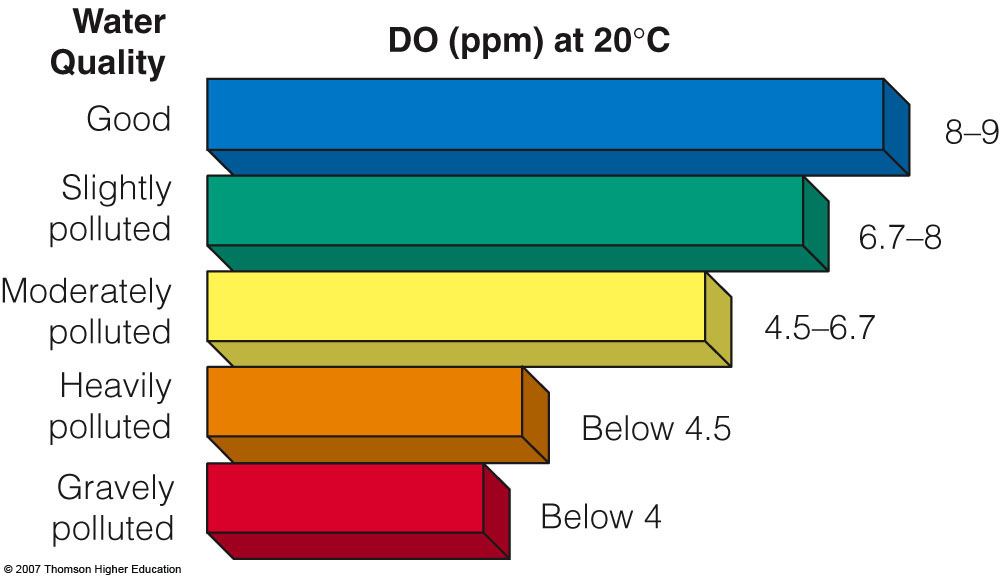 Water
Quality
DO (ppm) at 20°C
Good
8–9
Slightly
polluted
6.7–8
Moderately
polluted
4.5–6.7
Heavily
polluted
Below 4.5
Gravely
polluted
Below 4
© 2007 Thomson Higher Education